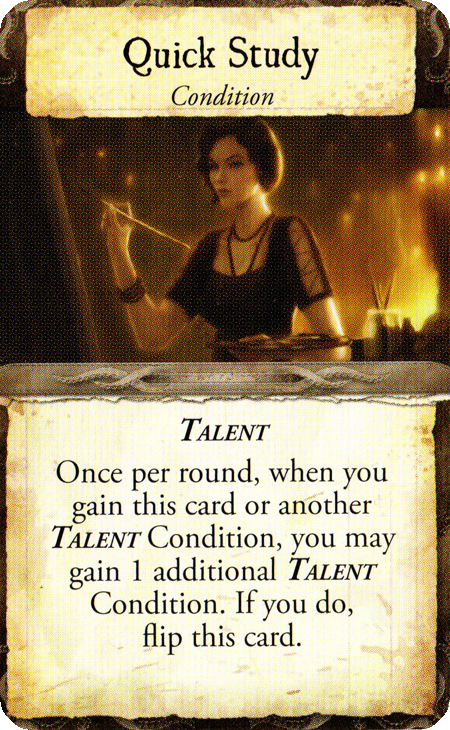 Quick Study
Condition
TALENT
Once per round, when you
gain this card or another
TALENT Condition, you may
gain 1 additional TALENT
Condition. If you do,
flip this card.